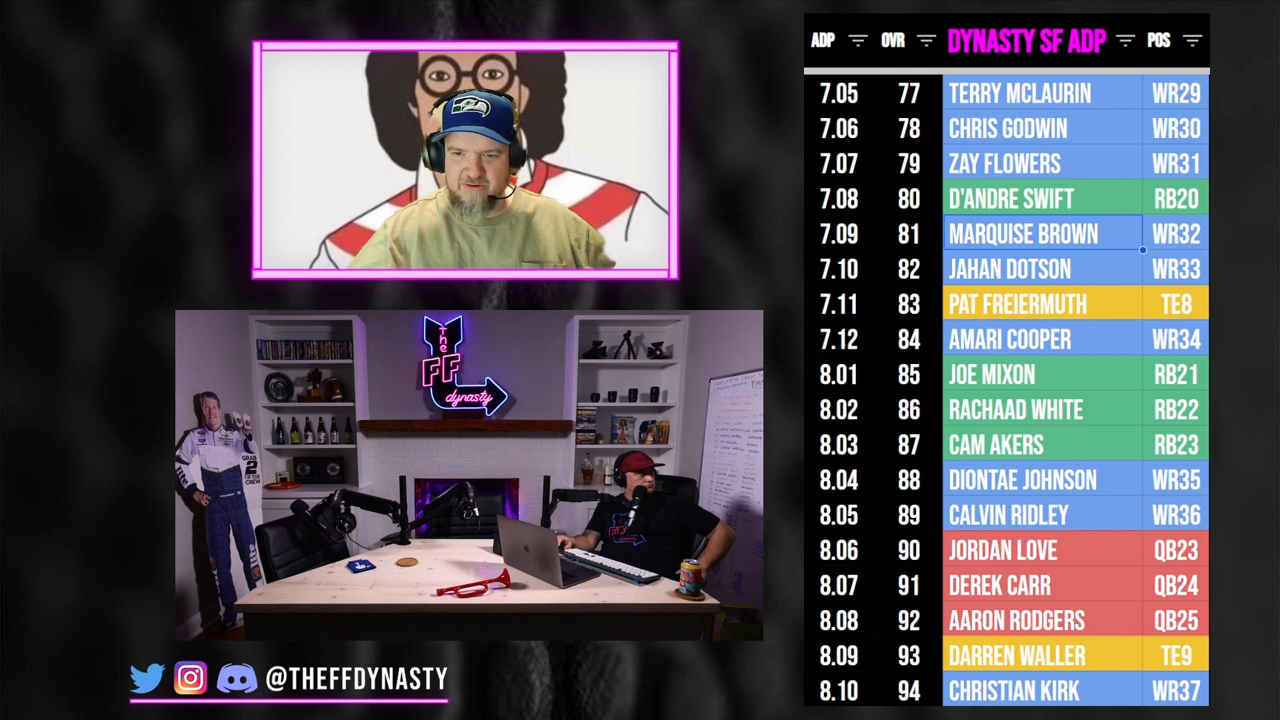 ADP OVR DYNASTY SF ADP POS
7.05 77 TERRY MCLAURIN WR29
7.06 78 CHRIS GODWIN WR30
7.07 79 ZAY FLOWERS WR31
7.08 80 D'ANDRE SWIFT RB20
7.09 81 MARQUISE BROWN WR32
7.10 82 JAHAN DOTSON WR33
7.11 83 PAT FREIERMUTH TE8
7.12 84 AMARI COOPER WR34
8.01 85 JOE MIXON RB21
8.02 86 RACHAAD WHITE RB22
8.03 87 CAM AKERS RB23
8.04 88 DIONTAE JOHNSON WR35
8.05 89 CALVIN RIDLEY WR36
8.06 90 JORDAN LOVE QB23
8.07 91 DEREK CARR QB24
8.08 92 AARON RODGERS QB25
8.09 93 DARREN WALLER TE9
8.10 94 CHRISTIAN KIRK WR37
the
FF
dynasty
GRAB
2
FOR YOUR
CREW
@THEFFDYNASTY